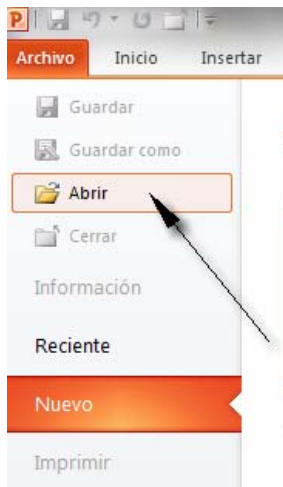 P
Archivo Inicio Insertar
Guardar
Guardar como
Abrir
Cerrar
Información
Reciente
Nuevo
Imprimir